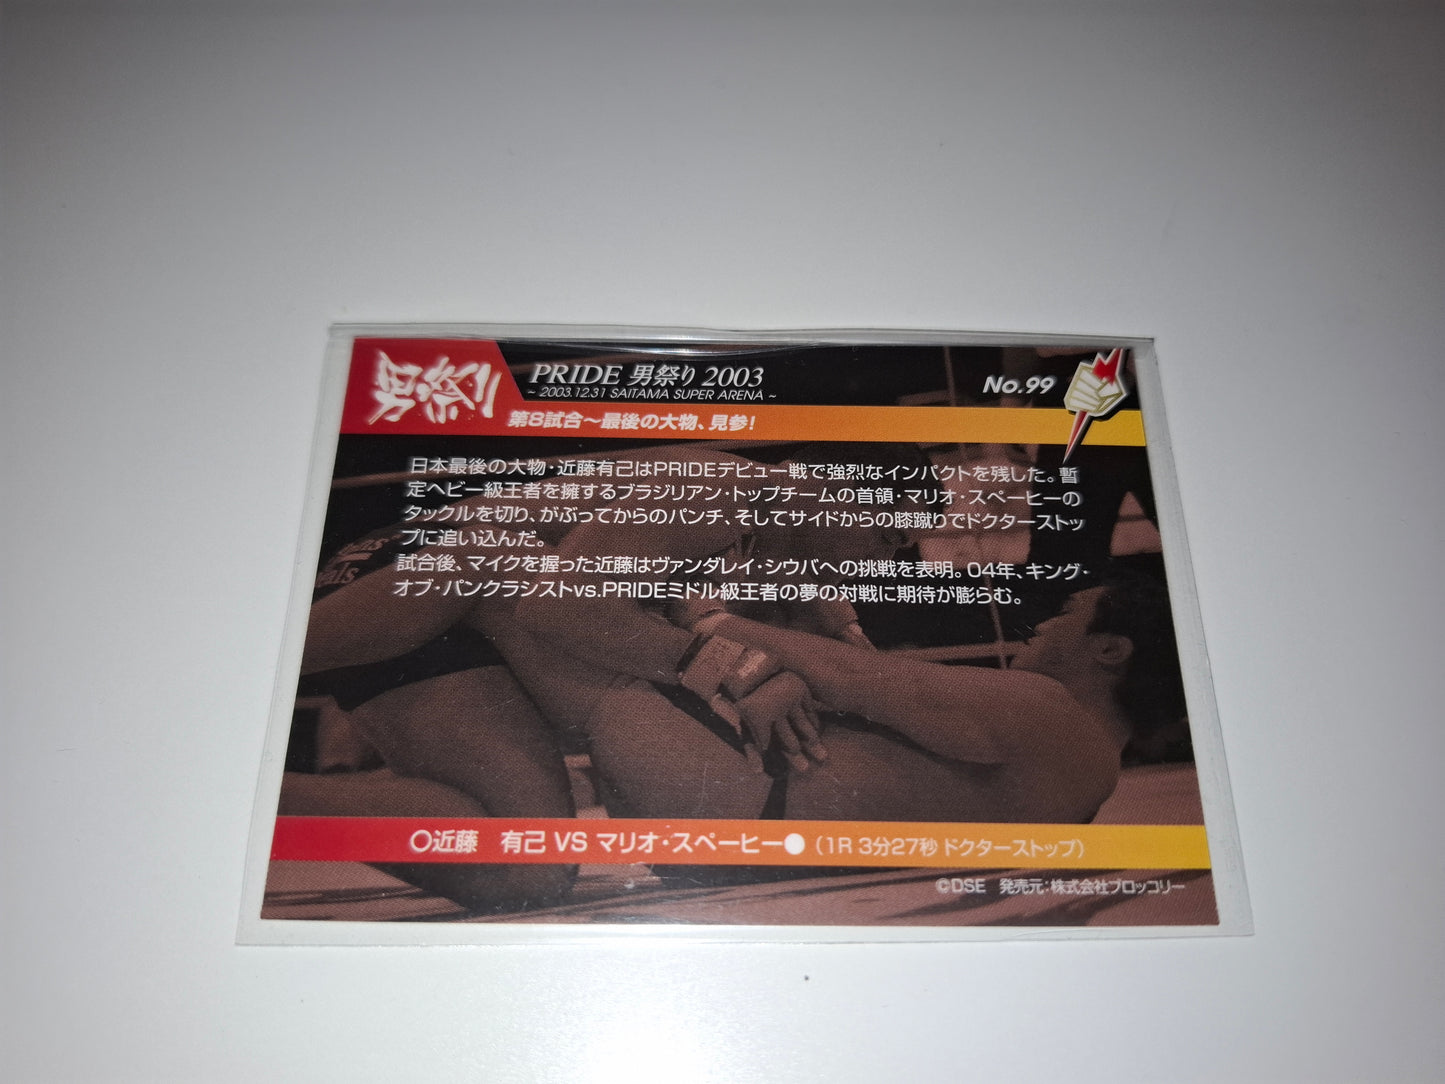 男祭り
PRIDE 男祭り 2003
~ 2003.12.31 SAITAMA SUPER ARENA ~
No.99
第8試合～最後の大物、見参!
日本最後の大物・近藤有己はPRIDEデビュー戦で強烈なインパクトを残した。暫
定ヘビー級王者を擁するブラジリアン・トップチームの首領・マリオ・スペーヒーの
タックルを切り、がぶってからのパンチ、そしてサイドからの膝蹴りでドクターストッ
プに追い込んだ。
試合後、マイクを握った近藤はヴァンダレイ・シウバへの挑戦を表明。04年、キング・
オブ・パンクラシストvs.PRIDEミドル級王者の夢の対戦に期待が膨らむ。
○近藤　有己 VS マリオ・スペーヒー●（1R 3分27秒 ドクターストップ）
©DSE　発売元：株式会社ブロッコリー